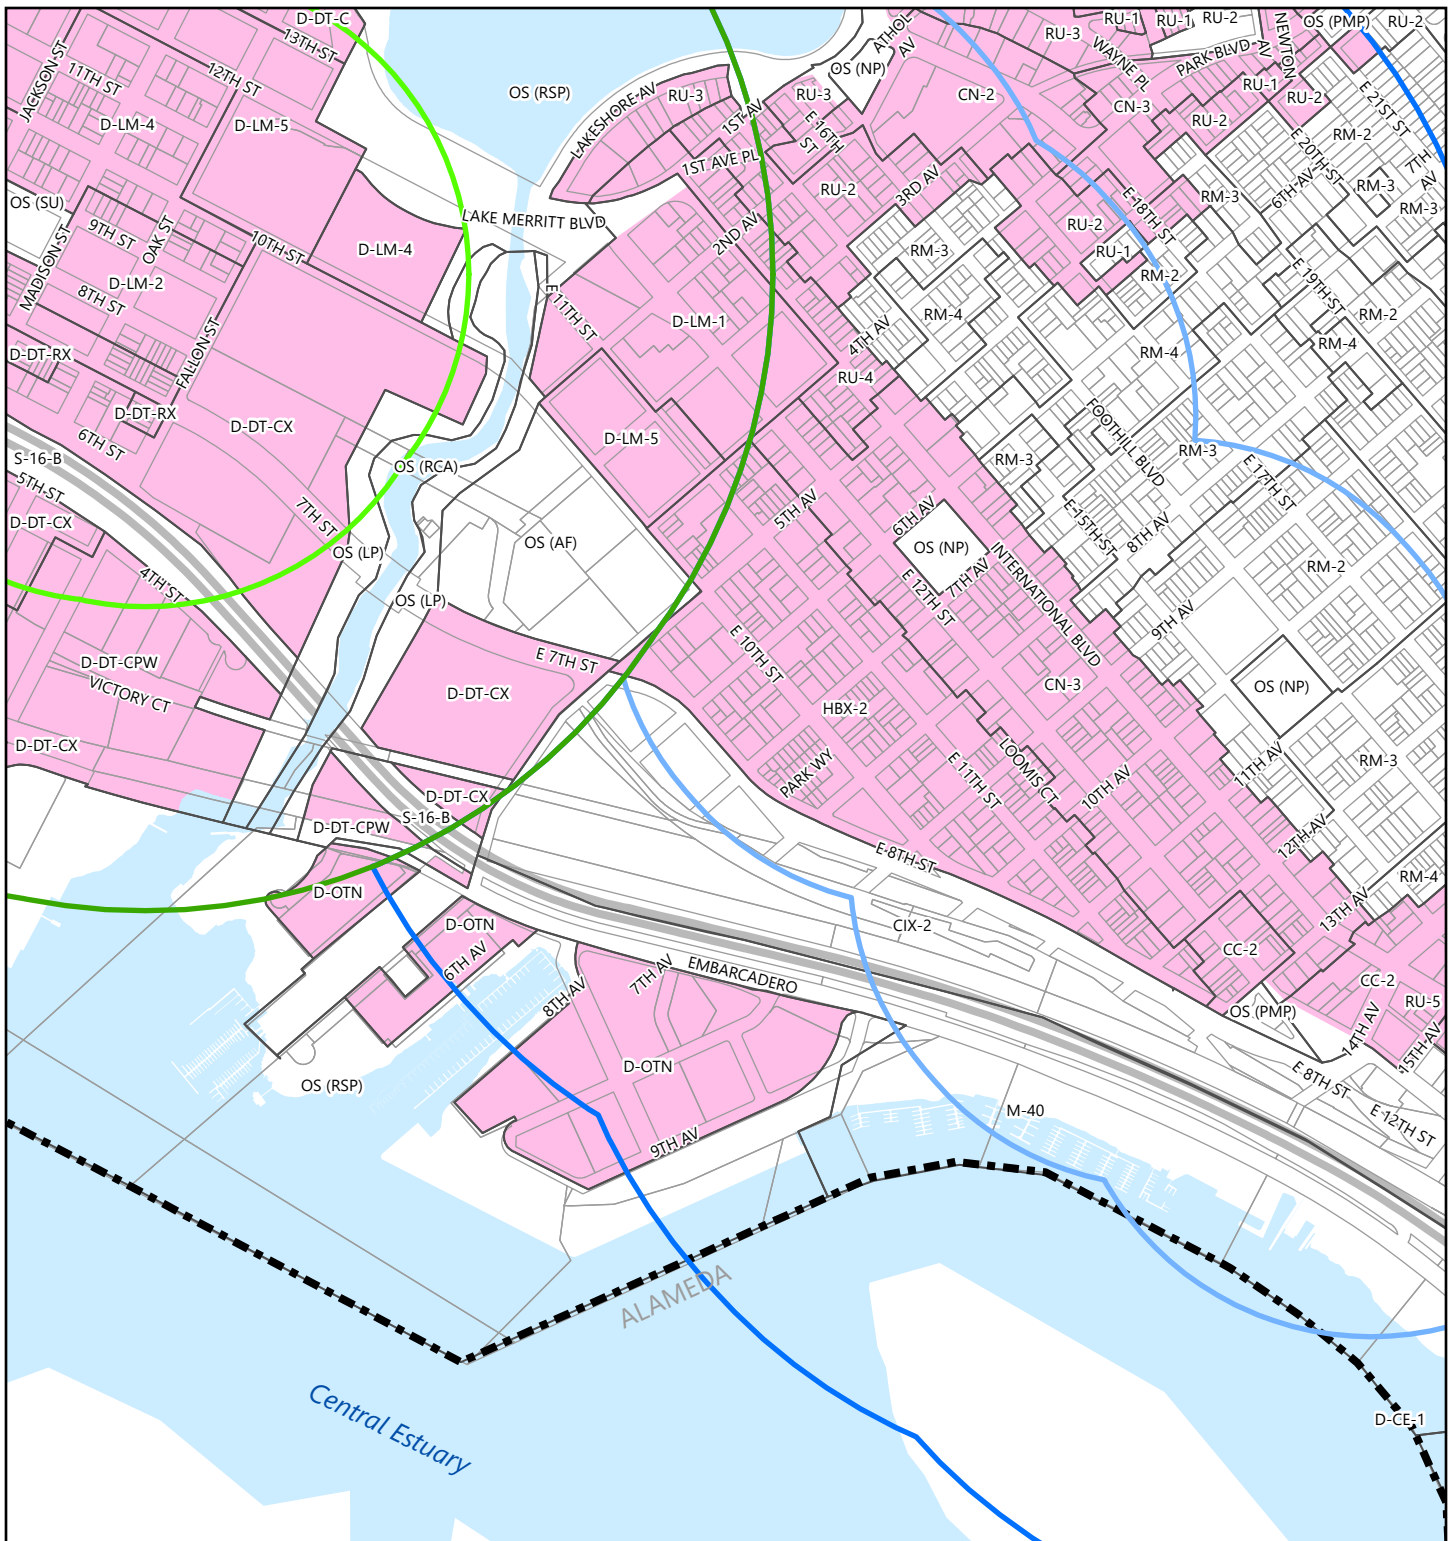 D-DT-C
13TH ST
JACKSON ST
11TH ST
12TH ST
D-LM-4
D-LM-5
OS (RSP)
LAKESHORE AV
RU-3
1ST AV
RU-3
E 16TH
ST
1ST AVE PL
OS (NP)
ATHOL
AV
CN-2
RU-3
RU-1
RU-1
RU-2
WAYNE PL
PARK BLVD
NEWTON
AV
OS (PMP)
RU-2
CN-3
RU-1
RU-2
RU-2
E 21ST ST
RM-2
E 20TH ST
7TH
AV
RM-3
RM-3
6TH AV
RM-3
OS (SU)
9TH ST
OAK ST
10TH ST
MADISON ST
D-LM-2
8TH ST
D-LM-4
LAKE MERRITT BLVD
2ND AV
RU-2
3RD AV
RM-3
RU-2
RU-1
E 18TH ST
RM-2
E 19TH ST
RM-2
RM-4
D-DT-RX
FALLON ST
E 11TH ST
D-LM-1
4TH AV
RM-4
RM-4
RU-4
D-DT-RX
D-DT-CX
6TH ST
D-LM-5
FOOTHILL BLVD
RM-3
RM-3
E 17TH ST
S-16-B
5TH ST
OS (RCA)
7TH ST
D-DT-CX
5TH AV
6TH AV
E 15TH ST
8TH AV
OS (LP)
OS (AF)
OS (NP)
INTERNATIONAL BLVD
RM-2
4TH ST
OS (LP)
E 12TH ST
7TH AV
9TH AV
D-DT-CPW
VICTORY CT
E 7TH ST
E 10TH ST
D-DT-CX
CN-3
OS (NP)
HBX-2
D-DT-CX
PARK WY
E 11TH ST
LOOMIS CT
10TH AV
11TH AV
RM-3
D-DT-CX
S-16-B
D-DT-CPW
12TH AV
E 8TH ST
RM-4
D-OTN
D-OTN
13TH AV
CIX-2
CC-2
6TH AV
EMBARCADERO
7TH AV
8TH AV
CC-2
RU-5
OS (PMP)
14TH AV
15TH AV
D-OTN
OS (RSP)
E 8TH ST
E 12TH ST
M-40
9TH AV
ALAMEDA
Central Estuary
D-CE-1